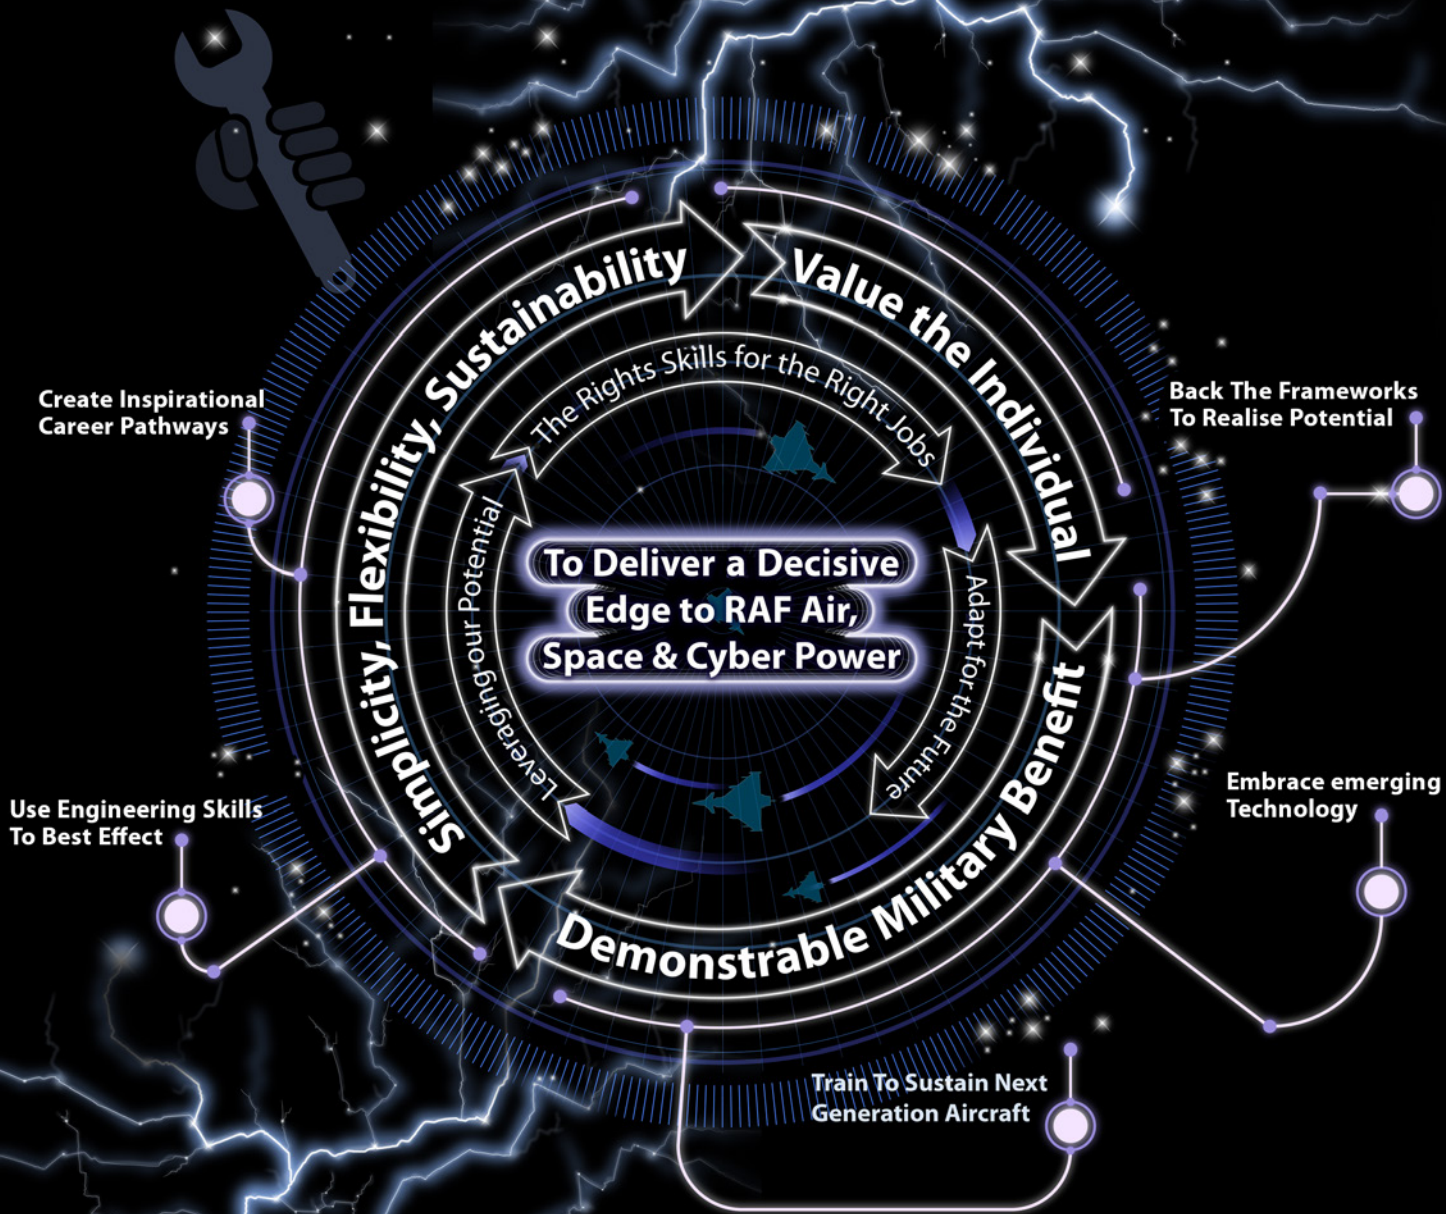 Simplicity, Flexibility, Sustainability
Value the Individual
Demonstrable Military Benefit
The Rights Skills for the Right Jobs
Adapt for the Future
Leveraging our Potential
To Deliver a Decisive
Edge to RAF Air,
Space & Cyber Power
Create Inspirational
Career Pathways
Back The Frameworks
To Realise Potential
Use Engineering Skills
To Best Effect
Embrace emerging
Technology
Train To Sustain Next
Generation Aircraft